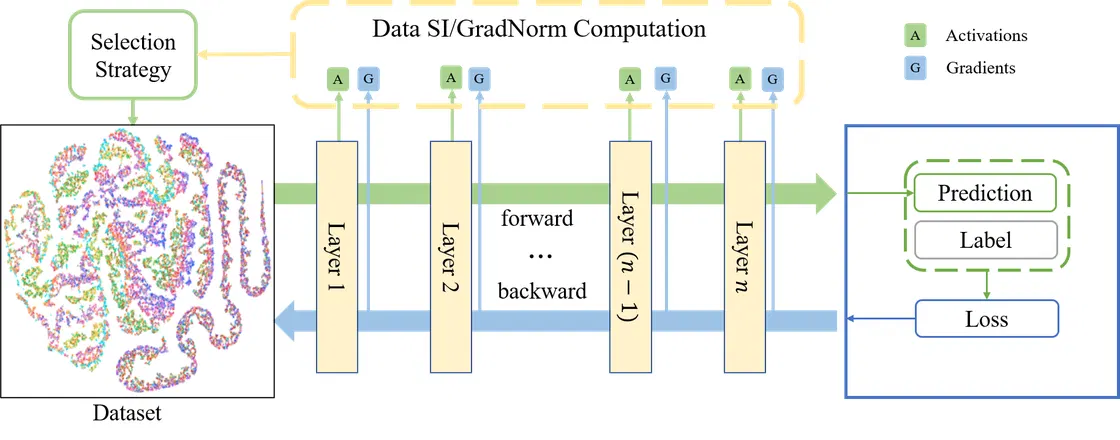 Selection
Strategy
Data SI/GradNorm Computation
A Activations
G Gradients
A G A G A G A G
Layer 1
Layer 2
Layer (n − 1)
Layer n
forward
...
backward
Prediction
Label
Loss
Dataset